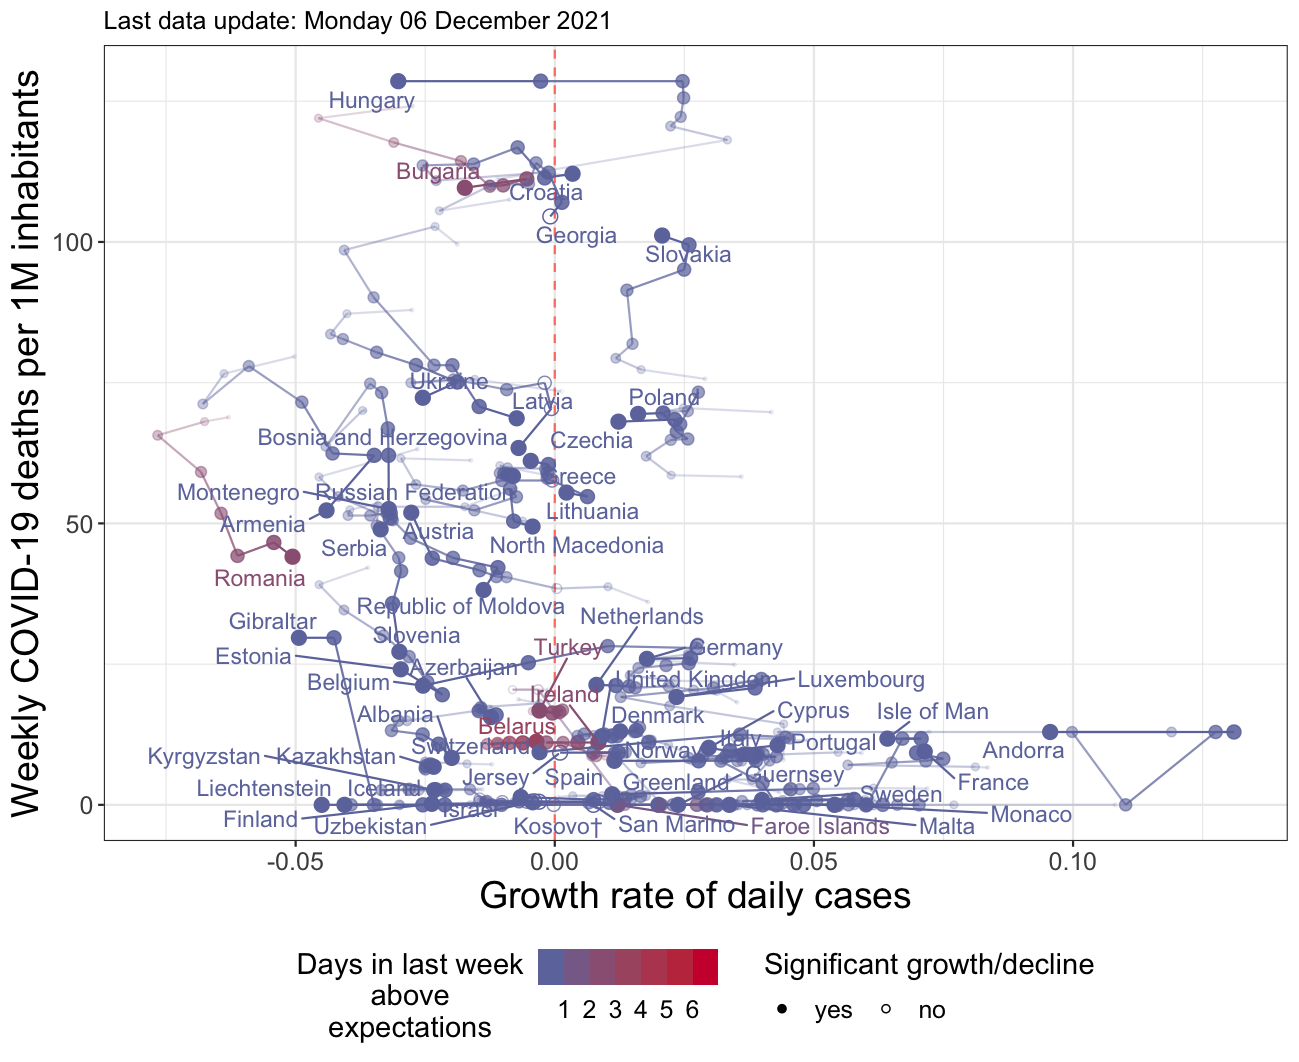 Last data update: Monday 06 December 2021
Weekly COVID-19 deaths per 1M inhabitants
100
50
0
Hungary
Bulgaria
Croatia
Georgia
Slovakia
Ukraine
Latvia
Poland
Bosnia and Herzegovina
Czechia
Greece
Montenegro
Russian Federation
Lithuania
Armenia
Austria
Serbia
North Macedonia
Romania
Republic of Moldova
Netherlands
Gibraltar
Slovenia
Turkey
Germany
Estonia
Azerbaijan
Belgium
United Kingdom
Luxembourg
Ireland
Albania
Denmark
Cyprus
Isle of Man
Belarus
Switzerland
Norway
Italy
Portugal
Andorra
Kyrgyzstan
Kazakhstan
Jersey
Spain
Greenland
Guernsey
France
Liechtenstein
Iceland
Sweden
Israel
Monaco
Finland
Uzbekistan
Kosovo†
San Marino
Faroe Islands
Malta
-0.05
0.00
0.05
0.10
Growth rate of daily cases
Days in last week
above
expectations
1 2 3 4 5 6
Significant growth/decline
yes
no